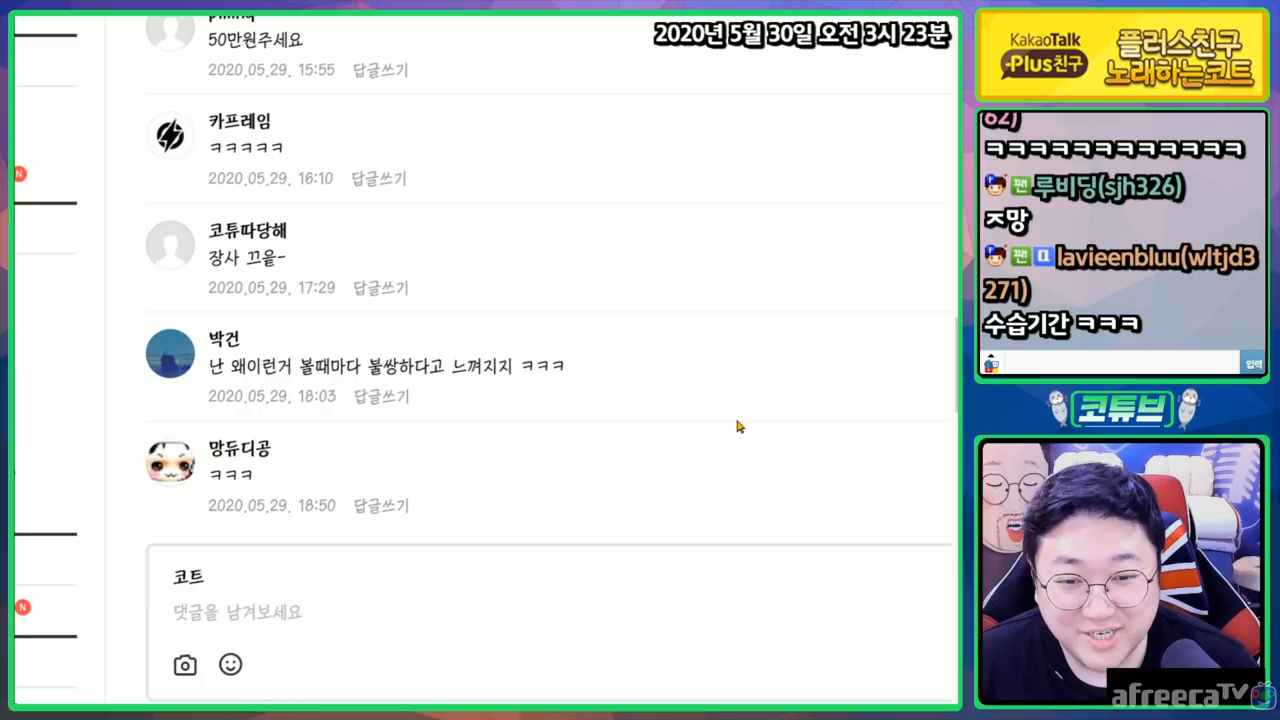 50만원주세요
2020.05.29. 15:55 답글쓰기
카프레임
ㅋㅋㅋㅋㅋ
2020.05.29. 16:10 답글쓰기
코튜따당해
장사 끄읕~
2020.05.29. 17:29 답글쓰기
박건
난 왜이런거 볼때마다 불쌍하다고 느껴지지 ㅋㅋㅋ
2020.05.29. 18:03 답글쓰기
망듀디공
ㅋㅋㅋ
2020.05.29. 18:50 답글쓰기
코트
댓글을 남겨보세요
N
N
2020년 5월 30일 오전 3시 23분
KakaoTalk
Plus친구
플러스친구
노래하는코트
62)
ㅋㅋㅋㅋㅋㅋㅋㅋㅋㅋㅋㅋ
팬 루비딩(sjh326)
ㅈ망
팬 lavieenbluu(wltjd3
271)
수습기간 ㅋㅋㅋ
입력
코튜브
afreecaTV